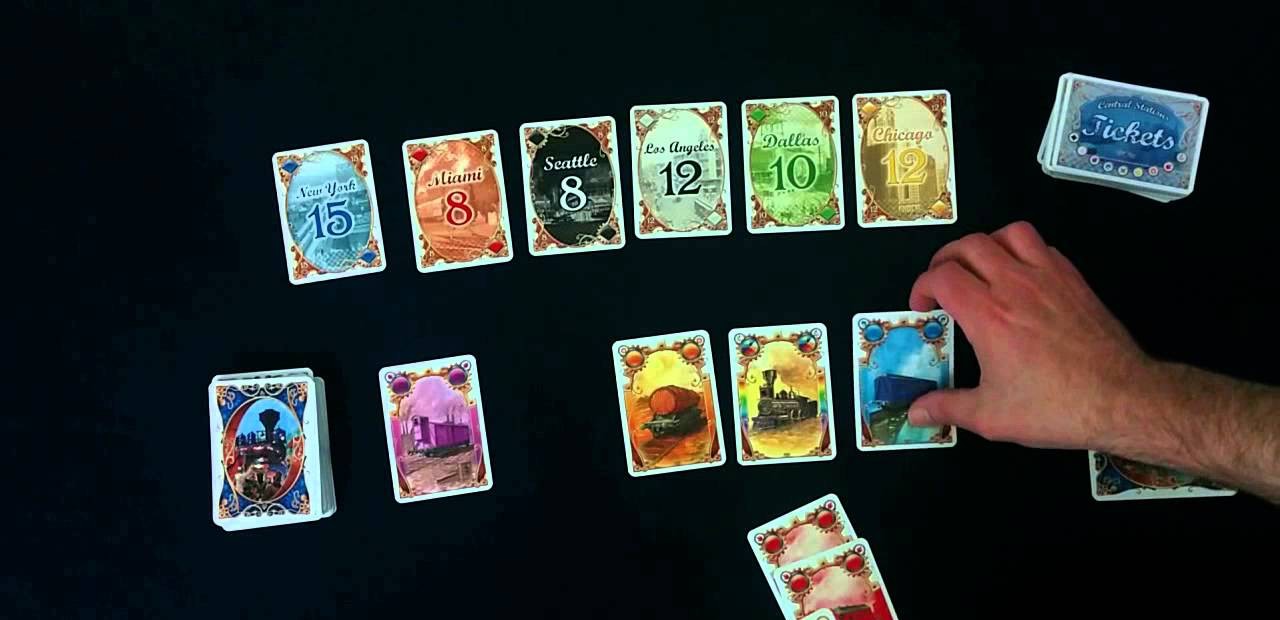 New York
15
Miami
8
Seattle
8
Los Angeles
12
Dallas
10
Chicago
12
Central Station
Tickets